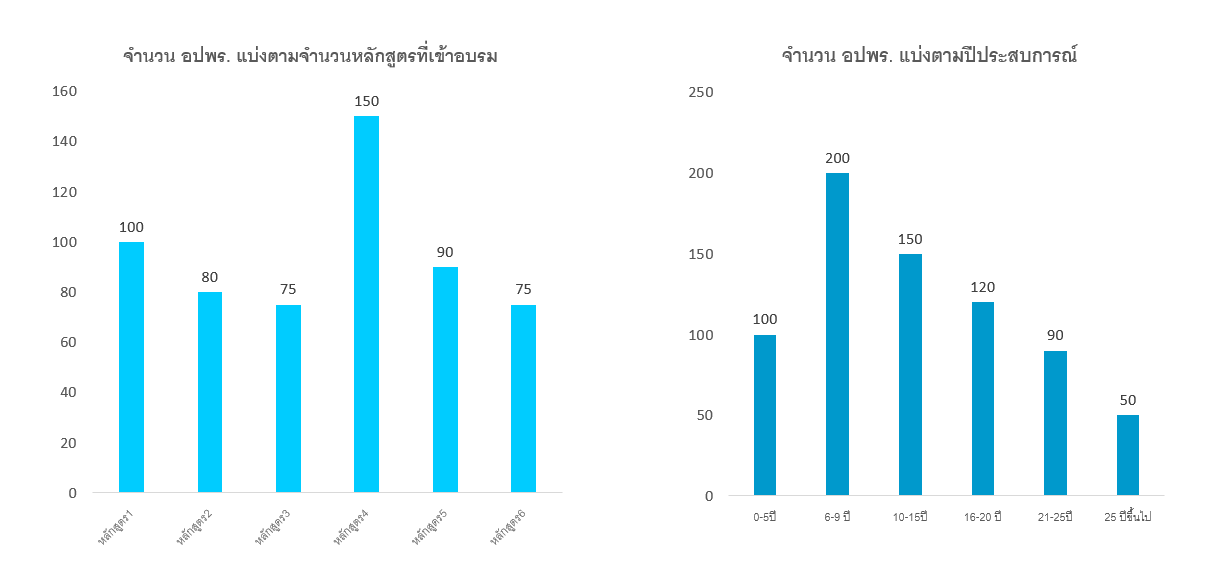 จำนวน อปพร. แบ่งตามจำนวนหลักสูตรที่เข้าอบรม
160
140
120
100
80
60
40
20
0
100
80
75
150
90
75
หลักสูตร1
หลักสูตร2
หลักสูตร3
หลักสูตร4
หลักสูตร5
หลักสูตร6
จำนวน อปพร. แบ่งตามปีประสบการณ์
250
200
150
100
50
0
100
200
150
120
90
50
0-5ปี
6-9 ปี
10-15ปี
16-20 ปี
21-25ปี
25 ปีขึ้นไป